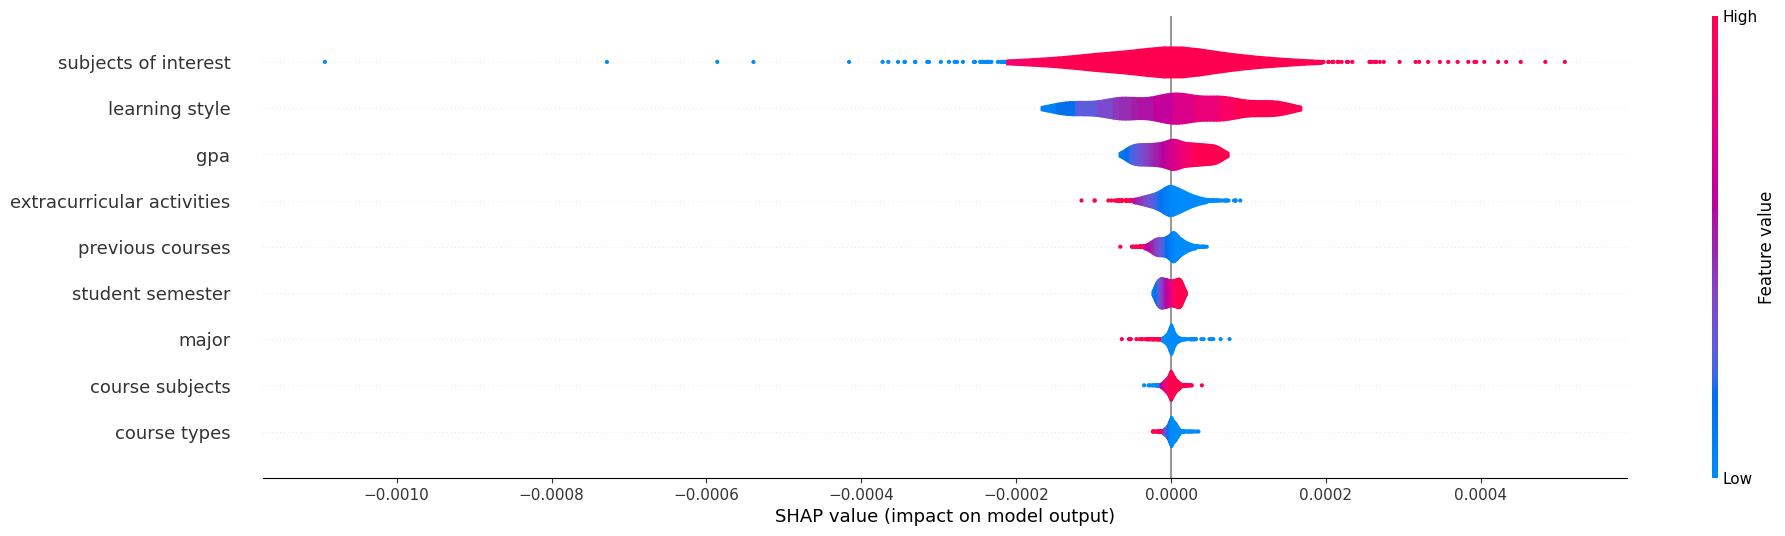 High
subjects of interest
learning style
gpa
extracurricular activities
previous courses
student semester
major
course subjects
course types
Feature value
Low
−0.0010 −0.0008 −0.0006 −0.0004 −0.0002 0.0000 0.0002 0.0004
SHAP value (impact on model output)